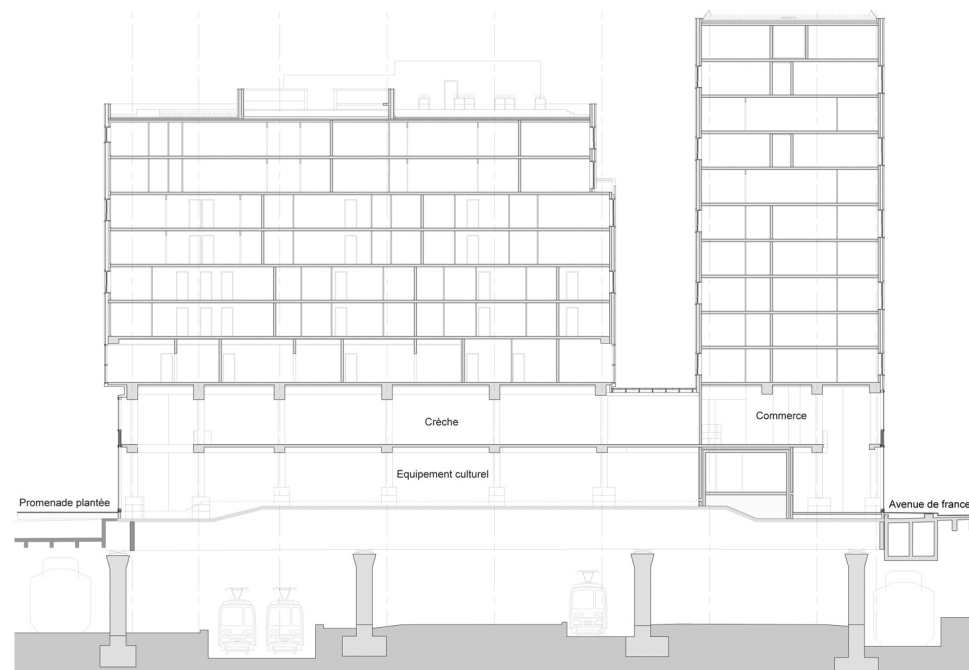 Crèche
Commerce
Equipement culturel
Promenade plantée
Avenue de france